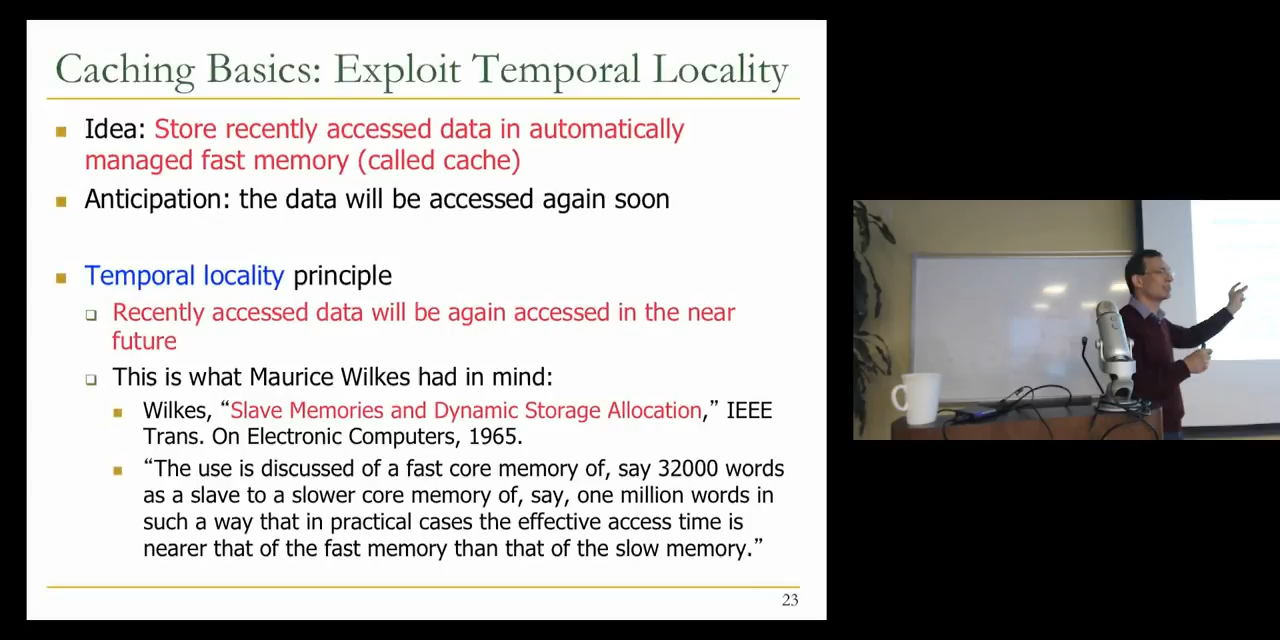 Caching Basics: Exploit Temporal Locality
Idea: Store recently accessed data in automatically
managed fast memory (called cache)
Anticipation: the data will be accessed again soon
Temporal locality principle
Recently accessed data will be again accessed in the near
future
This is what Maurice Wilkes had in mind:
Wilkes, “Slave Memories and Dynamic Storage Allocation,” IEEE
Trans. On Electronic Computers, 1965.
“The use is discussed of a fast core memory of, say 32000 words
as a slave to a slower core memory of, say, one million words in
such a way that in practical cases the effective access time is
nearer that of the fast memory than that of the slow memory.”
23